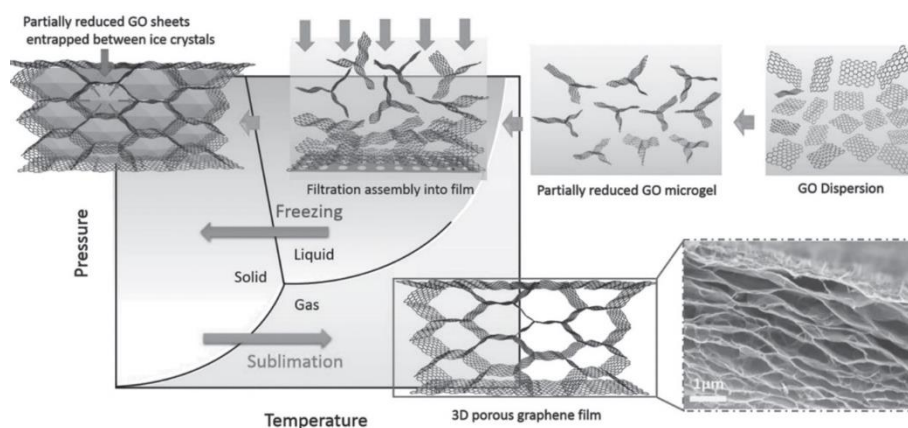 Partially reduced GO sheets
entrapped between ice crystals
Filtration assembly into film
Partially reduced GO microgel
GO Dispersion
Freezing
Liquid
Solid
Gas
Sublimation
Pressure
Temperature
3D porous graphene film
1μm